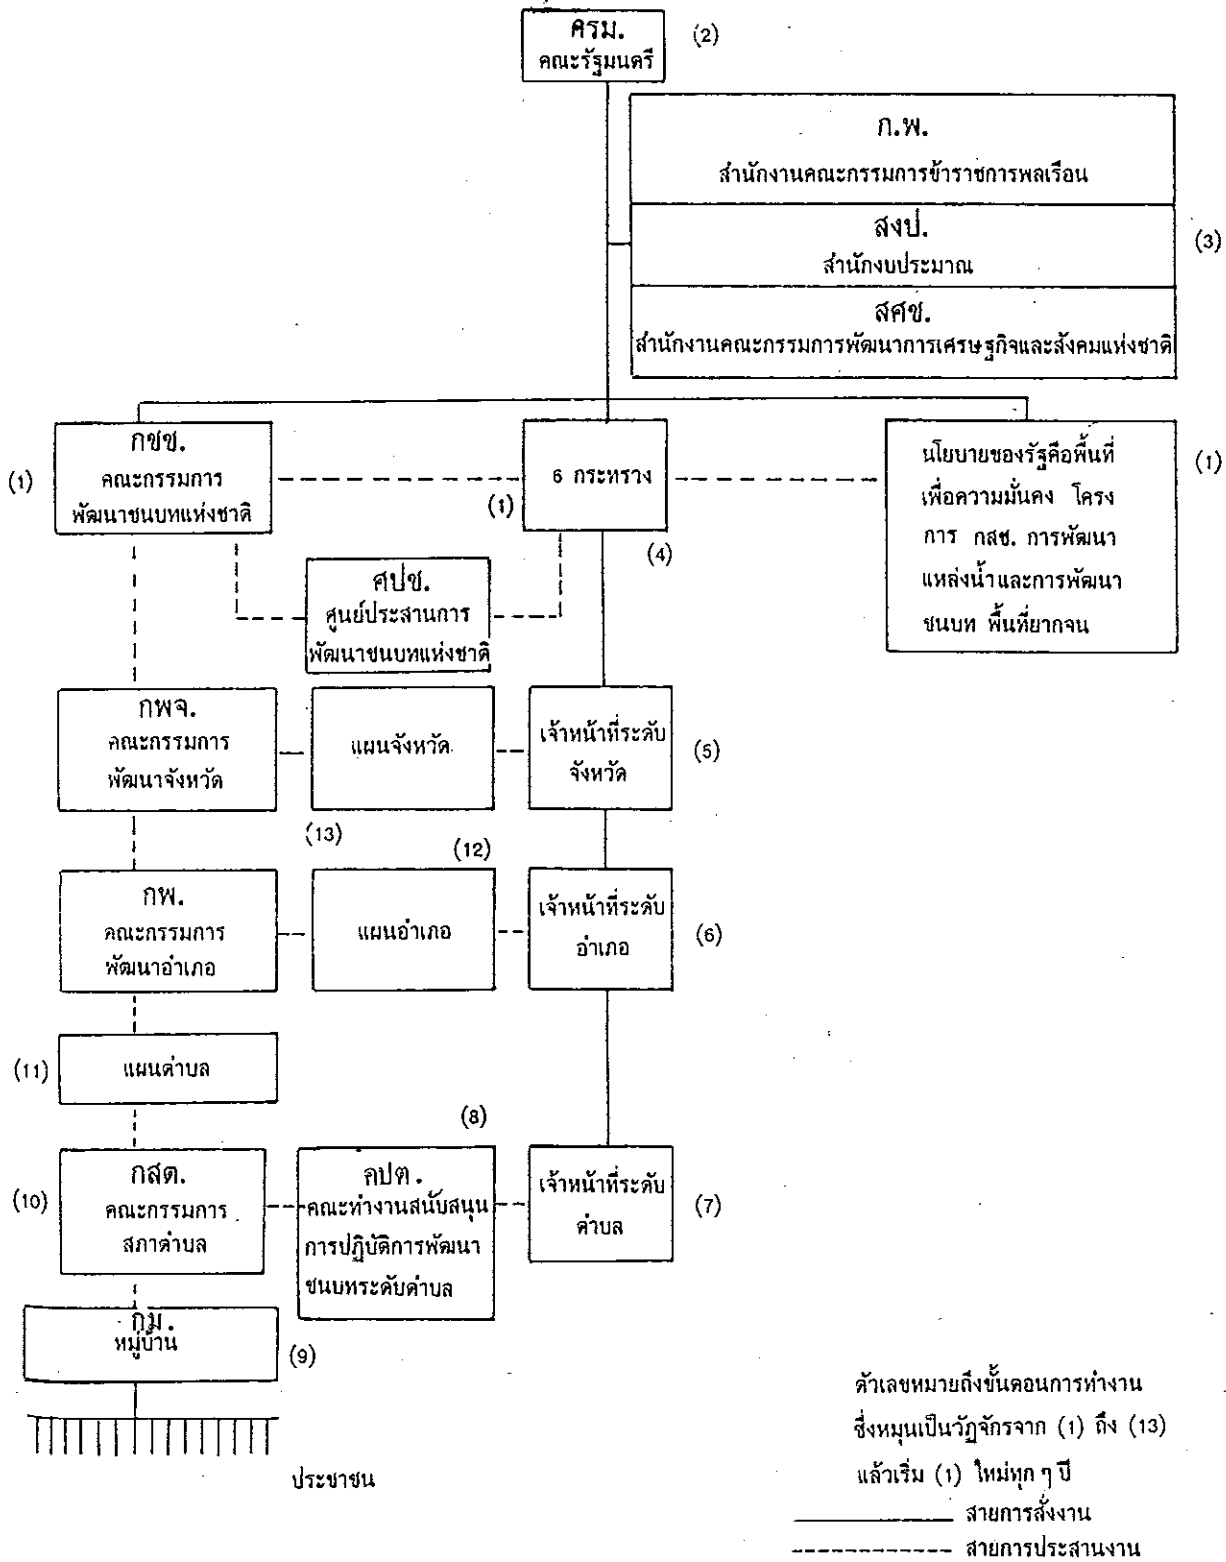 ครม.
คณะรัฐมนตรี
(2)
ก.พ.
สำนักงานคณะกรรมการข้าราชการพลเรือน
สงป.
สำนักงบประมาณ
(3)
สศช.
สำนักงานคณะกรรมการพัฒนาการเศรษฐกิจและสังคมแห่งชาติ
(1)
กชช.
คณะกรรมการ
พัฒนาชนบทแห่งชาติ
6 กระทราง
(1)
(4)
นโยบายของรัฐคือพื้นที่
เพื่อความมั่นคง โครง
การ กสช. การพัฒนา
แหล่งน้ำและการพัฒนา
ชนบท พื้นที่ยากจน
(1)
ศปช.
ศูนย์ประสานการ
พัฒนาชนบทแห่งชาติ
กพจ.
คณะกรรมการ
พัฒนาจังหวัด
แผนจังหวัด
(13)
เจ้าหน้าที่ระดับ
จังหวัด
(5)
กพ.
คณะกรรมการ
พัฒนาอำเภอ
(12)
แผนอำเภอ
เจ้าหน้าที่ระดับ
อำเภอ
(6)
(11)
แผนตำบล
(10)
กสต.
คณะกรรมการ
สภาตำบล
(8)
คปต.
คณะทำงานสนับสนุน
การปฏิบัติการพัฒนา
ชนบทระดับตำบล
เจ้าหน้าที่ระดับ
ตำบล
(7)
กม.
หมู่บ้าน
(9)
ประชาชน
ตัวเลขหมายถึงขั้นตอนการทำงาน
ซึ่งหมุนเป็นวัฏจักรจาก (1) ถึง (13)
แล้วเริ่ม (1) ใหม่ทุก ๆ ปี
สายการสั่งงาน
สายการประสานงาน